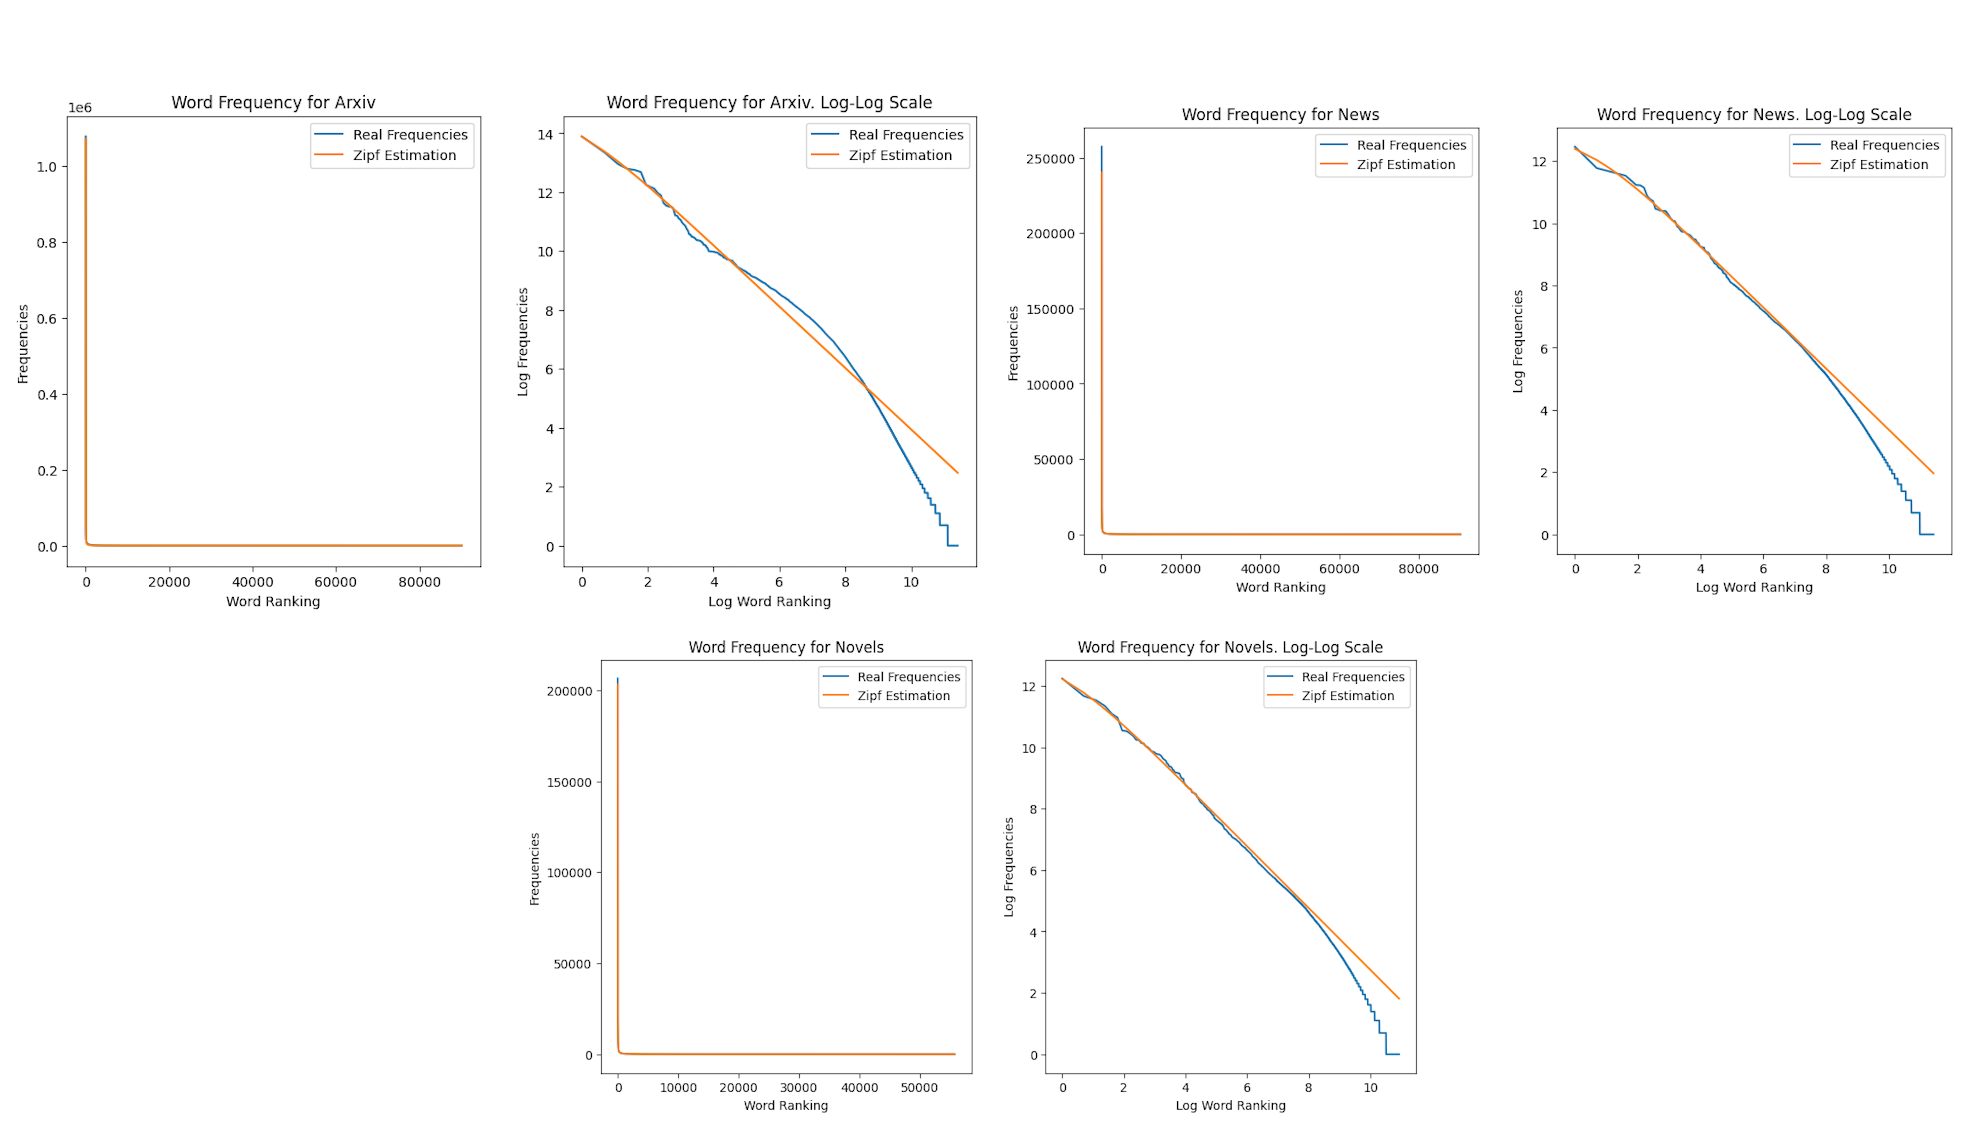 Word Frequency for Arxiv
1e6
Real Frequencies
Zipf Estimation
1.0
0.8
0.6
0.4
0.2
0.0
Frequencies
0 20000 40000 60000 80000
Word Ranking
Word Frequency for Arxiv. Log-Log Scale
Real Frequencies
Zipf Estimation
14
12
10
8
6
4
2
0
Log Frequencies
0 2 4 6 8 10
Log Word Ranking
Word Frequency for News
Real Frequencies
Zipf Estimation
250000
200000
150000
100000
50000
0
Frequencies
0 20000 40000 60000 80000
Word Ranking
Word Frequency for News. Log-Log Scale
Real Frequencies
Zipf Estimation
12
10
8
6
4
2
0
Log Frequencies
0 2 4 6 8 10
Log Word Ranking
Word Frequency for Novels
Real Frequencies
Zipf Estimation
200000
150000
100000
50000
0
Frequencies
0 10000 20000 30000 40000 50000
Word Ranking
Word Frequency for Novels. Log-Log Scale
Real Frequencies
Zipf Estimation
12
10
8
6
4
2
0
Log Frequencies
0 2 4 6 8 10
Log Word Ranking